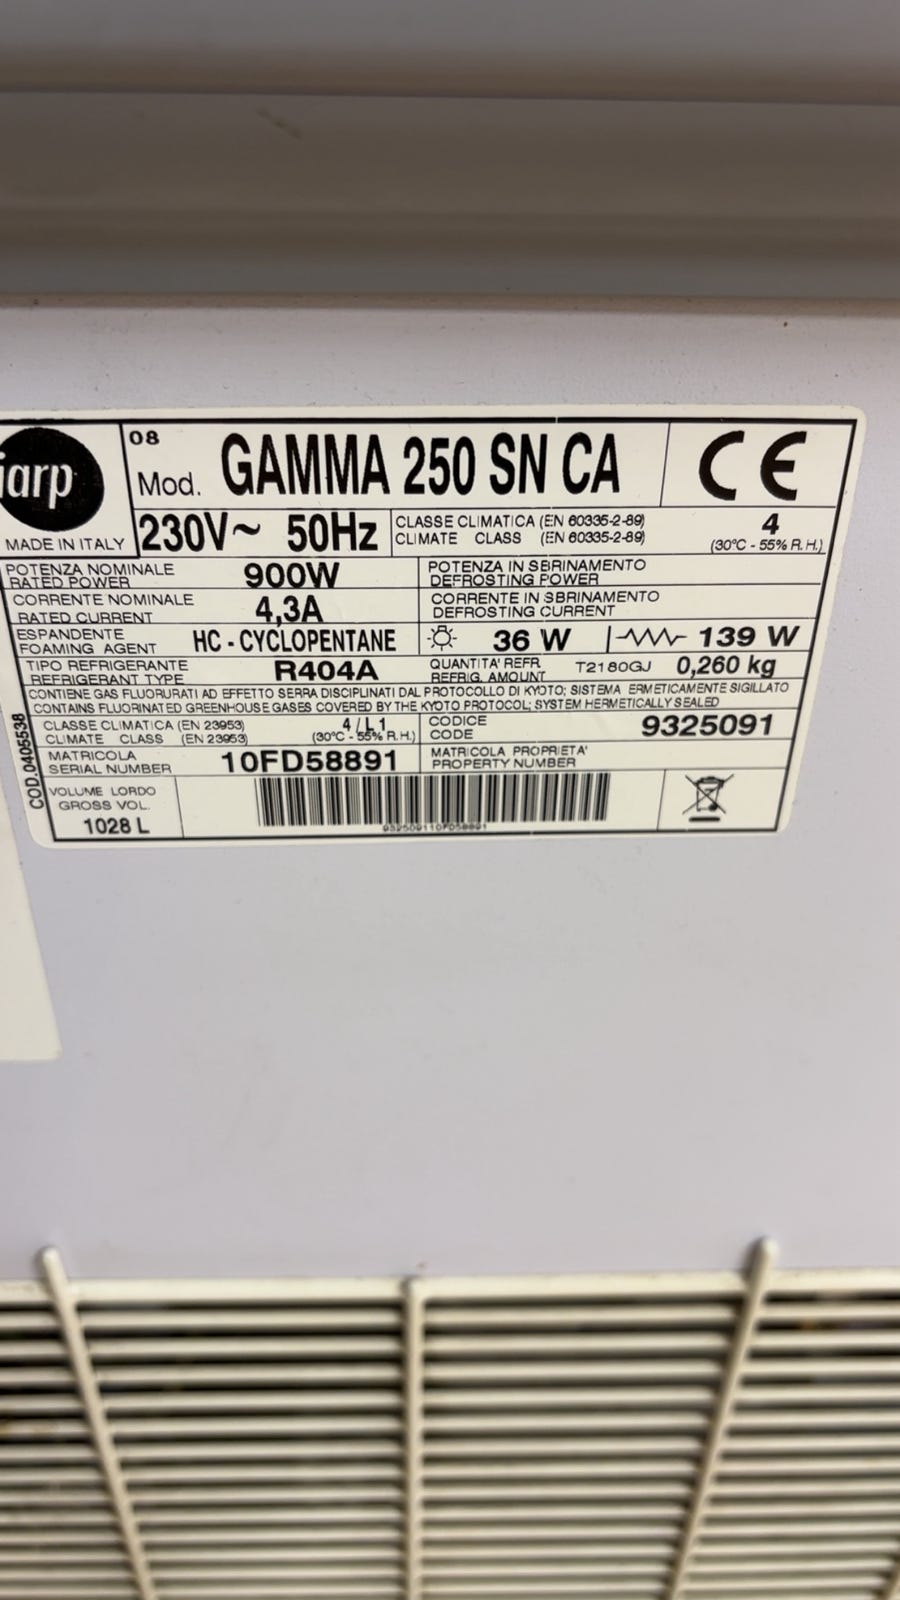 iarp
MADE IN ITALY
08
Mod. GAMMA 250 SN CA
CE
230V~ 50Hz
CLASSE CLIMATICA (EN 60335-2-89)
CLIMATE CLASS (EN 60335-2-89)
4
(30°C - 55% R.H.)
POTENZA NOMINALE
RATED POWER
900W
POTENZA IN SBRINAMENTO
DEFROSTING POWER
CORRENTE NOMINALE
RATED CURRENT
4,3A
CORRENTE IN SBRINAMENTO
DEFROSTING CURRENT
ESPANDENTE
FOAMING AGENT
HC - CYCLOPENTANE
36 W
139 W
TIPO REFRIGERANTE
REFRIGERANT TYPE
R404A
QUANTITA' REFR.
REFRIG. AMOUNT
T2180GJ 0,260 kg
CONTIENE GAS FLUORURATI AD EFFETTO SERRA DISCIPLINATI DAL PROTOCOLLO DI KYOTO; SISTEMA ERMETICAMENTE SIGILLATO
CONTAINS FLUORINATED GREENHOUSE GASES COVERED BY THE KYOTO PROTOCOL; SYSTEM HERMETICALLY SEALED
CLASSE CLIMATICA (EN 23953)
CLIMATE CLASS (EN 23953)
4 / L1
(30°C - 55% R.H.)
CODICE
CODE
9325091
MATRICOLA
SERIAL NUMBER
10FD58891
MATRICOLA PROPRIETA'
PROPERTY NUMBER
COD.0405538
VOLUME LORDO
GROSS VOL.
1028 L
932509110FD58891